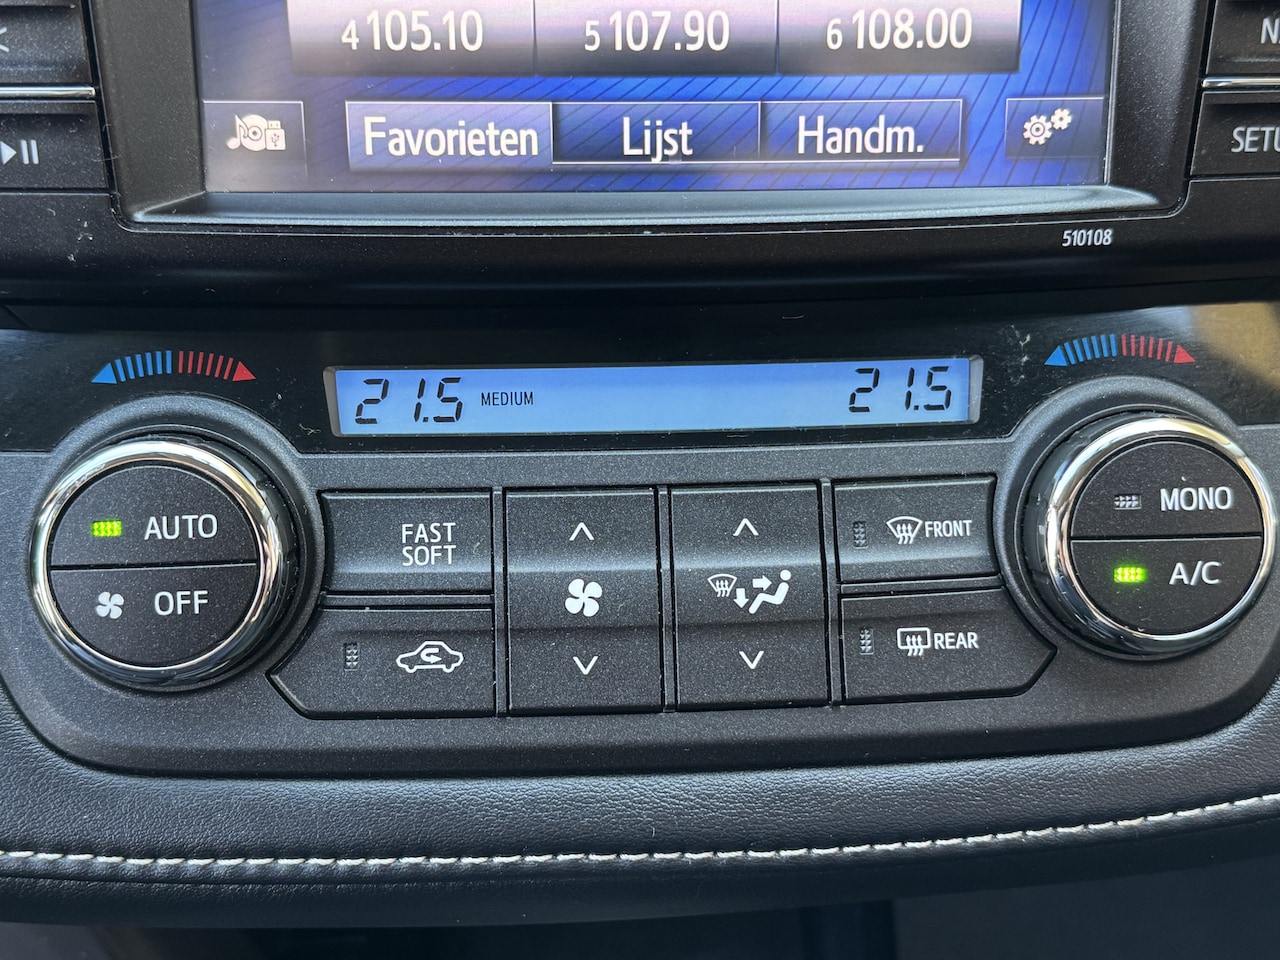 4 105.10 5 107.90 6 108.00
Favorieten Lijst Handm.
510108
21.5 MEDIUM 21.5
AUTO
OFF
FAST
SOFT
FRONT
REAR
MONO
A/C